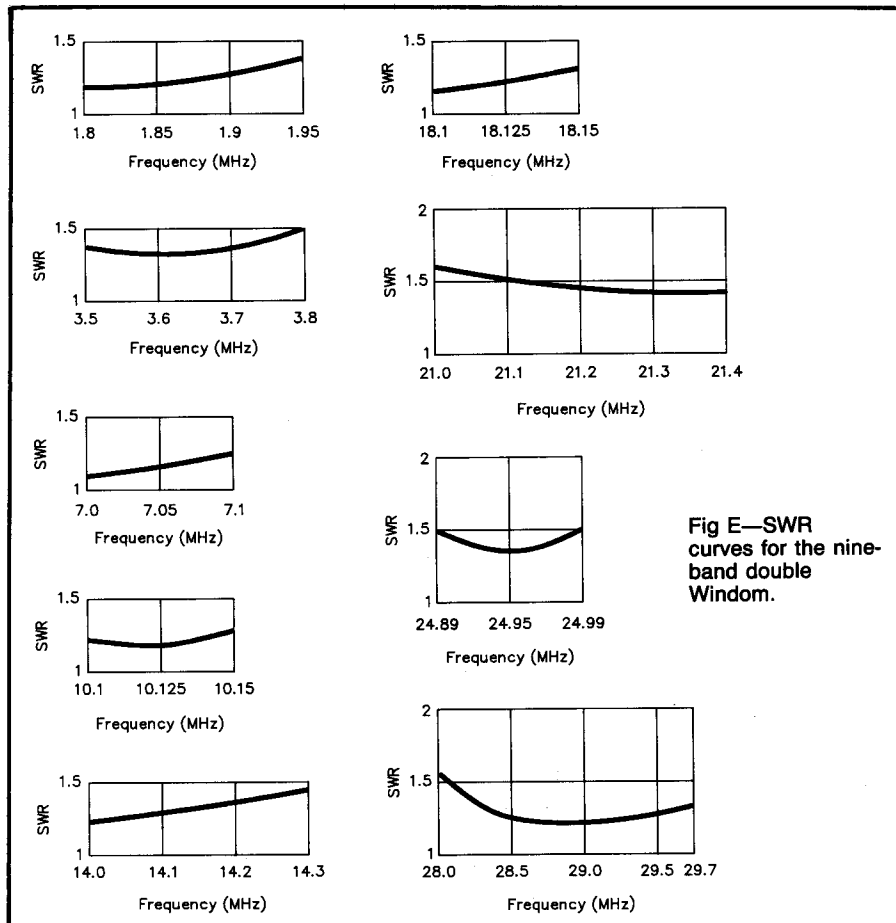 1.5
SWR
1
1.8 1.85 1.9 1.95
Frequency (MHz)
1.5
SWR
1
3.5 3.6 3.7 3.8
Frequency (MHz)
1.5
SWR
1
7.0 7.05 7.1
Frequency (MHz)
1.5
SWR
1
10.1 10.125 10.15
Frequency (MHz)
1.5
SWR
1
14.0 14.1 14.2 14.3
Frequency (MHz)
1.5
SWR
1
18.1 18.125 18.15
Frequency (MHz)
2
SWR
1.5
1
21.0 21.1 21.2 21.3 21.4
Frequency (MHz)
2
SWR
1.5
1
24.89 24.95 24.99
Frequency (MHz)
Fig E—SWR
curves for the nine-
band double
Windom.
2
SWR
1.5
1
28.0 28.5 29.0 29.5 29.7
Frequency (MHz)